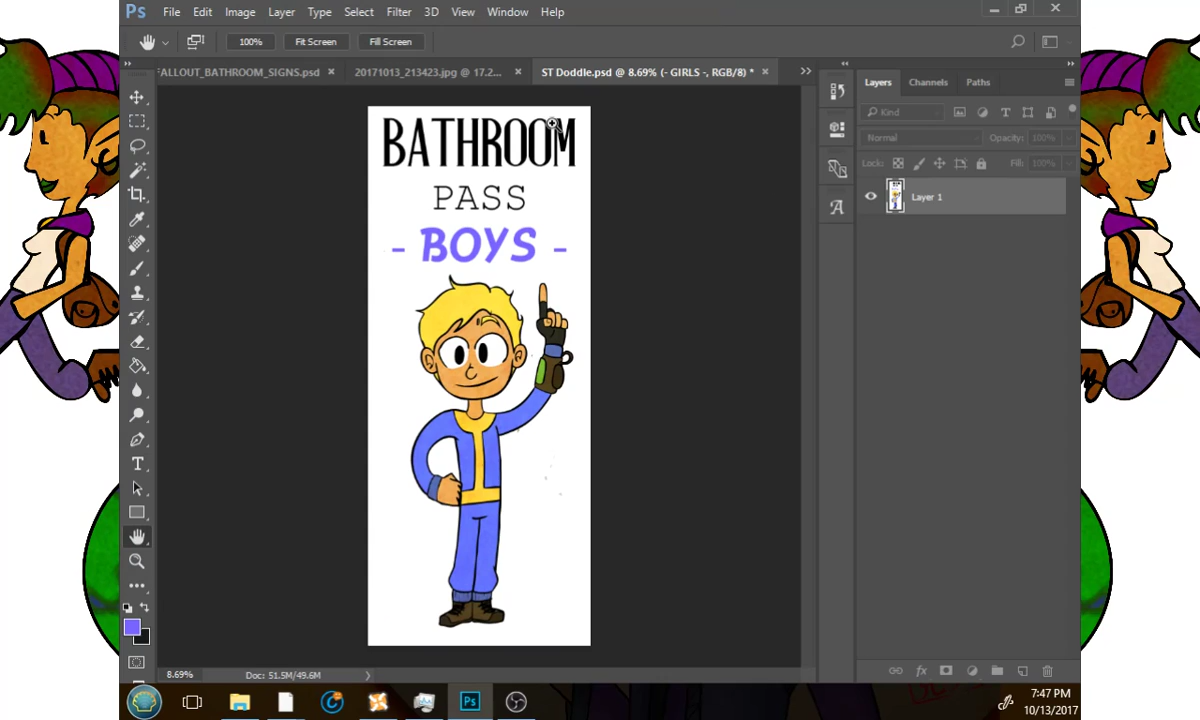 Ps File Edit Image Layer Type Select Filter 3D View Window Help
100% Fit Screen Fill Screen
FALLOUT_BATHROOM_SIGNS.psd × 20171013_213423.jpg @ 17.2... × ST Doddle.psd @ 8.69% (- GIRLS -, RGB/8) * ×
Layers Channels Paths
Kind
Normal Opacity: 100%
Lock: Fill: 100%
Layer 1
BATHROOM
PASS
- BOYS -
8.69% Doc: 51.5M/49.6M
Ps
7:47 PM
10/13/2017